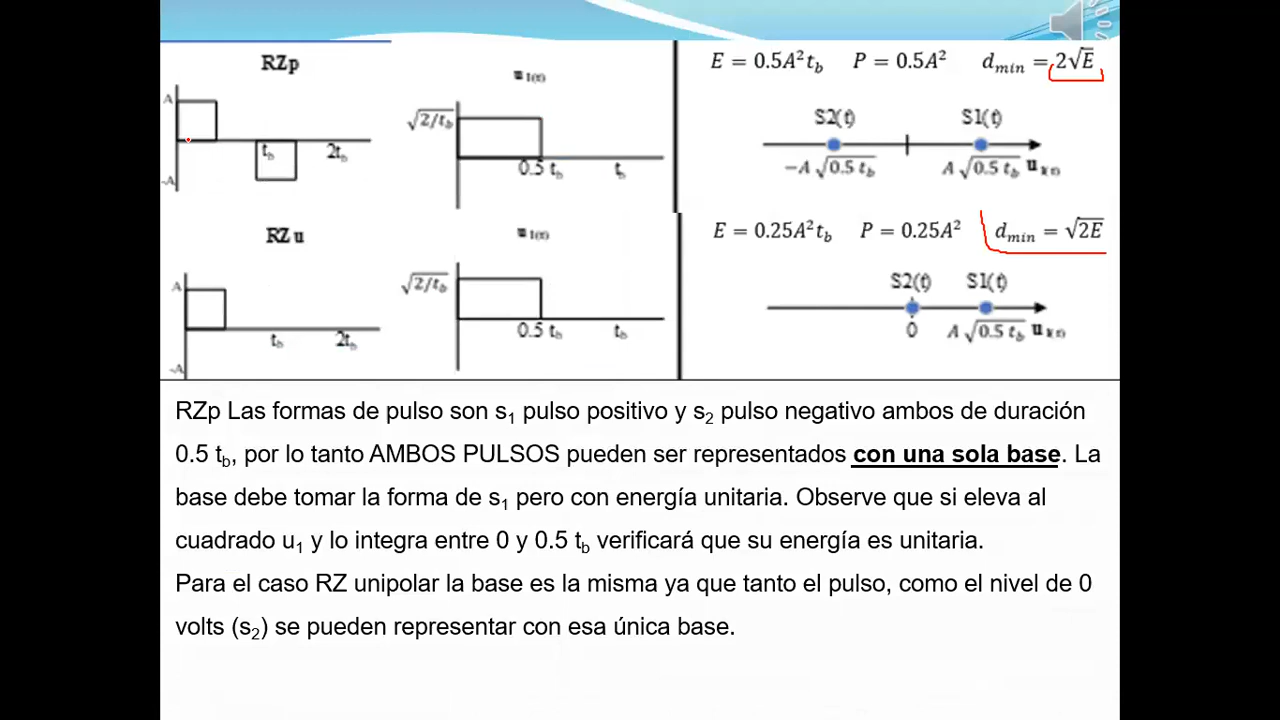 RZp
A
-A
t_b
2t_b
u₁(t)
√2/t_b
0.5 t_b
t_b
E = 0.5A²t_b P = 0.5A² d_min = 2√E
S2(t) S1(t)
−A √0.5 t_b A √0.5 t_b
RZ u
A
-A
t_b
2t_b
u₁(t)
√2/t_b
0.5 t_b
t_b
E = 0.25A²t_b P = 0.25A² d_min = √2E
S2(t) S1(t)
0 A √0.5 t_b
RZp Las formas de pulso son s₁ pulso positivo y s₂ pulso negativo ambos de duración
0.5 t_b, por lo tanto AMBOS PULSOS pueden ser representados con una sola base. La
base debe tomar la forma de s₁ pero con energía unitaria. Observe que si eleva al
cuadrado u₁ y lo integra entre 0 y 0.5 t_b verificará que su energía es unitaria.
Para el caso RZ unipolar la base es la misma ya que tanto el pulso, como el nivel de 0
volts (s₂) se pueden representar con esa única base.